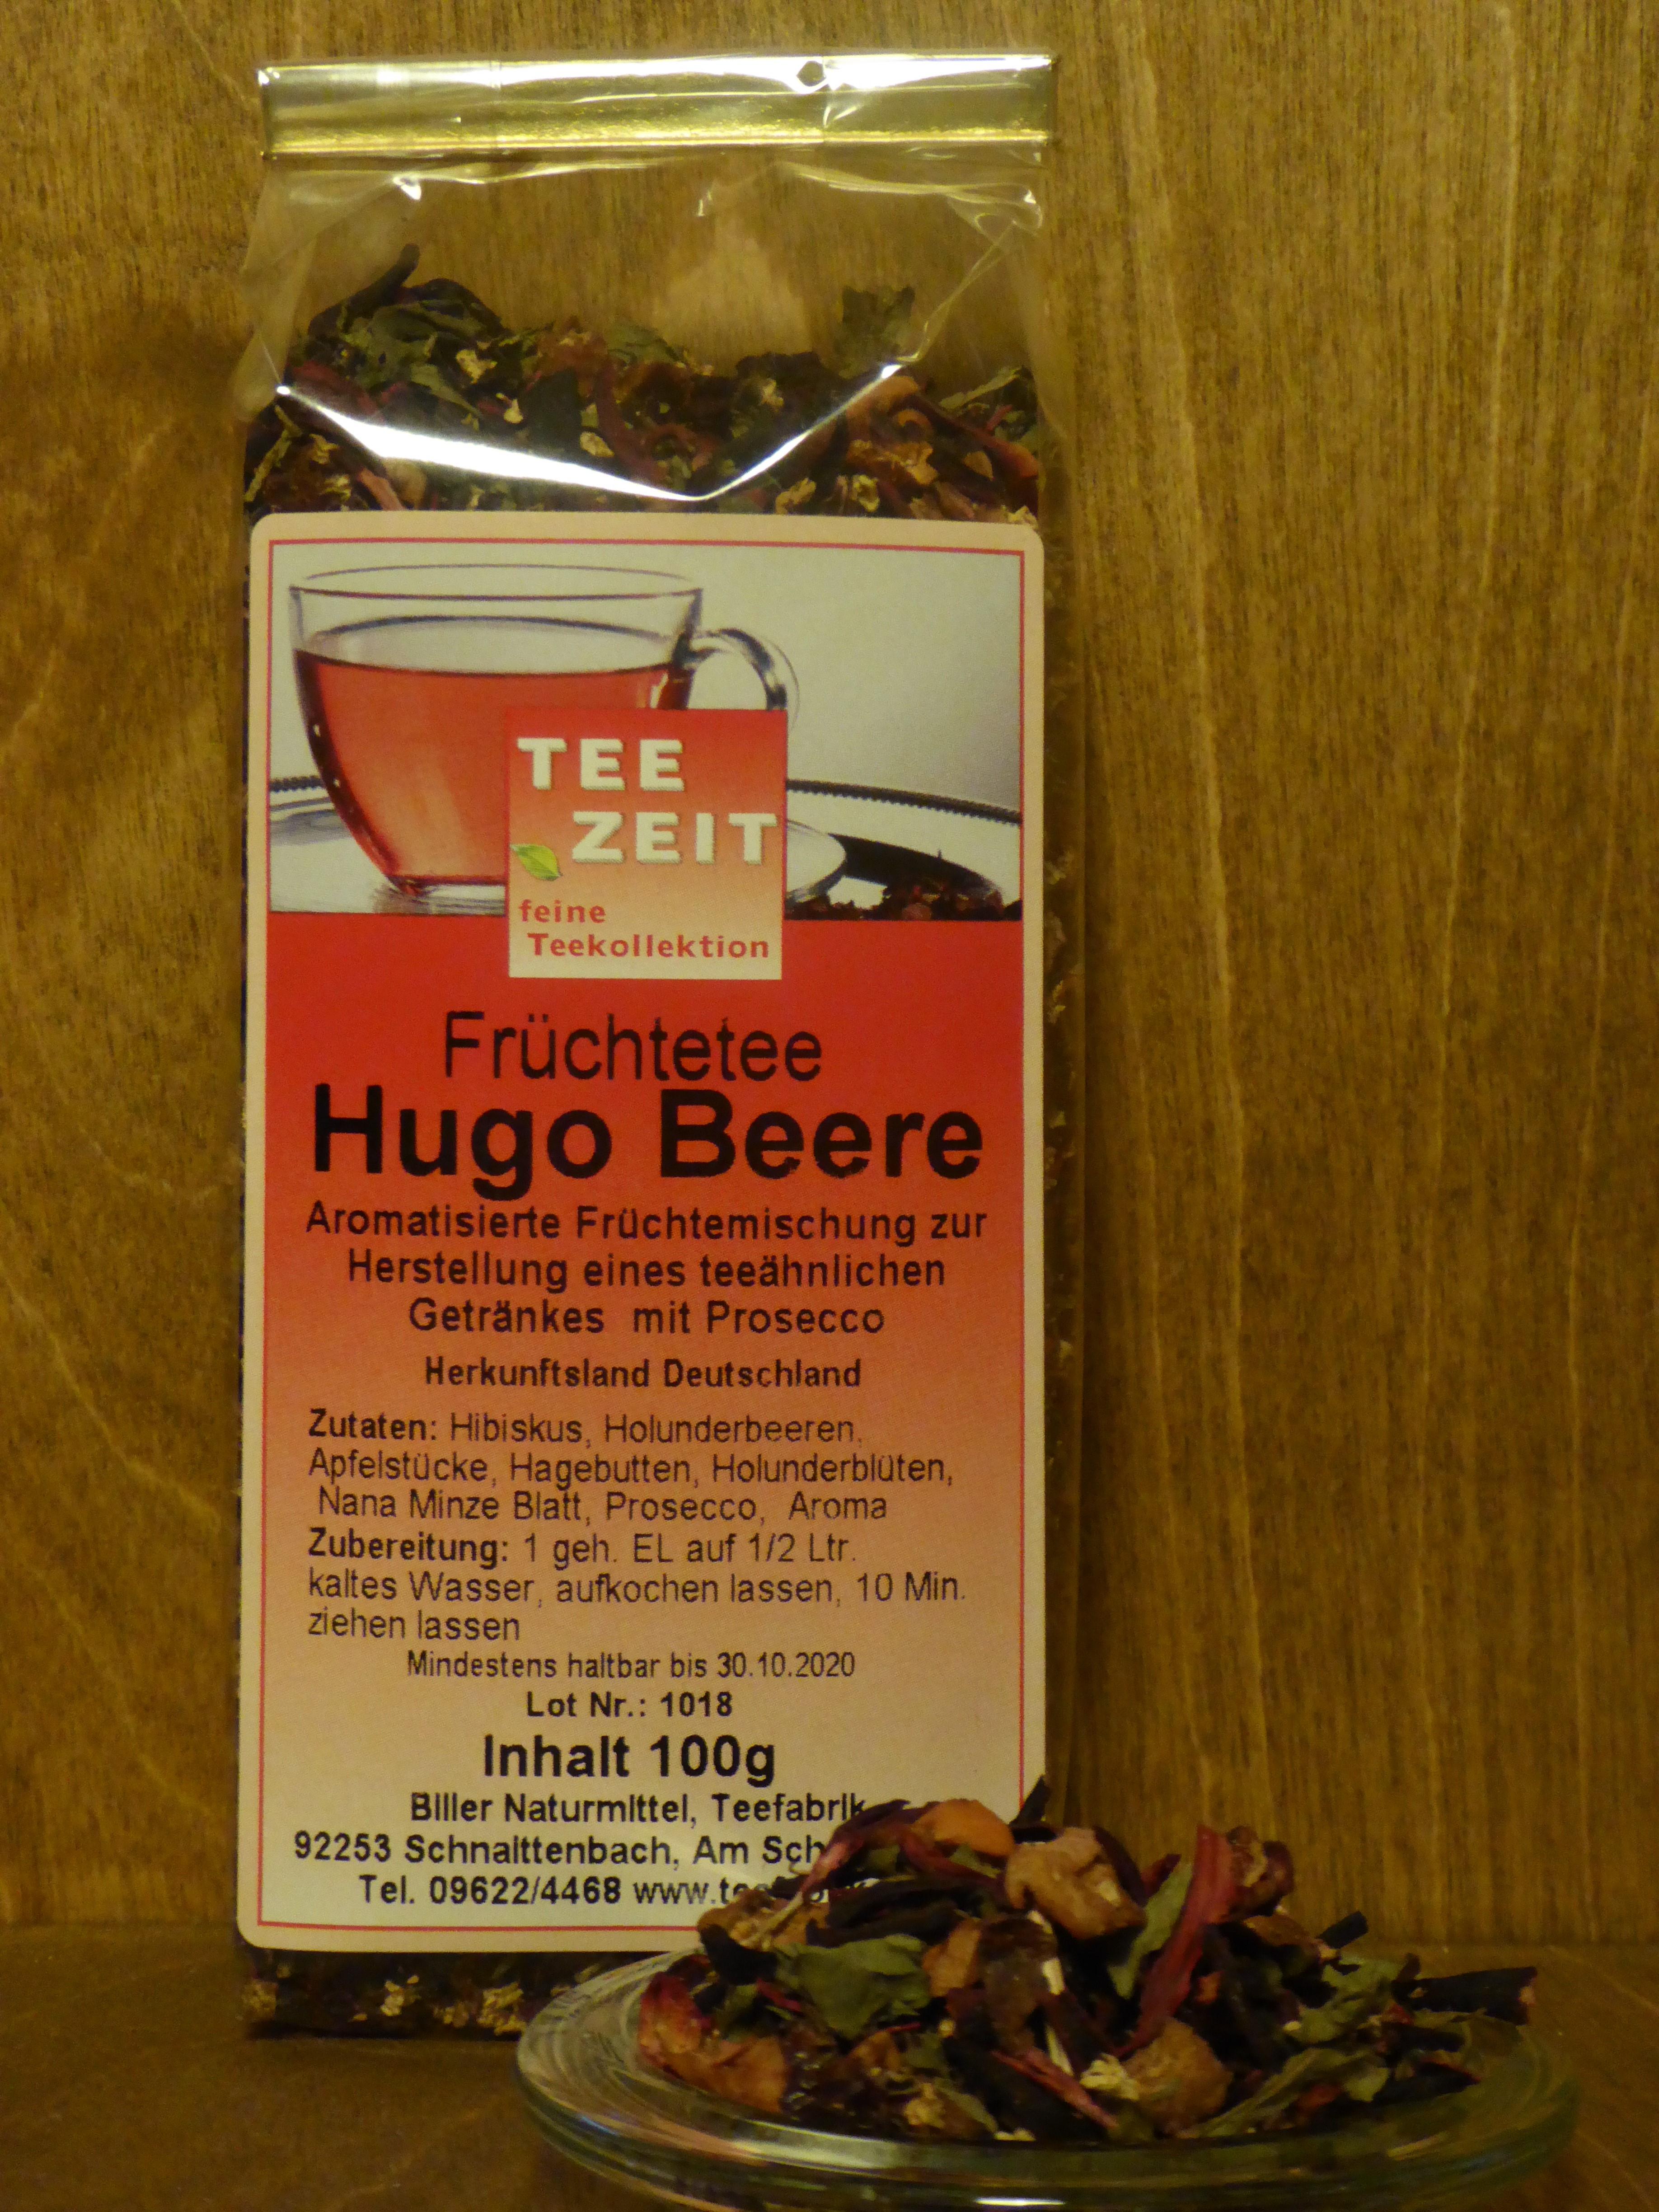 TEE
ZEIT
feine
Teekollektion
Früchtetee
Hugo Beere
Aromatisierte Früchtemischung zur
Herstellung eines teeähnlichen
Getränkes mit Prosecco
Herkunftsland Deutschland
Zutaten: Hibiskus, Holunderbeeren,
Apfelstücke, Hagebutten, Holunderblüten,
Nana Minze Blatt, Prosecco, Aroma
Zubereitung: 1 geh. EL auf 1/2 Ltr.
kaltes Wasser, aufkochen lassen, 10 Min.
ziehen lassen
Mindestens haltbar bis 30.10.2020
Lot Nr.: 1018
Inhalt 100g
Biller Naturmittel, Teefabrik
92253 Schnaittenbach, Am
Tel. 09622/4468